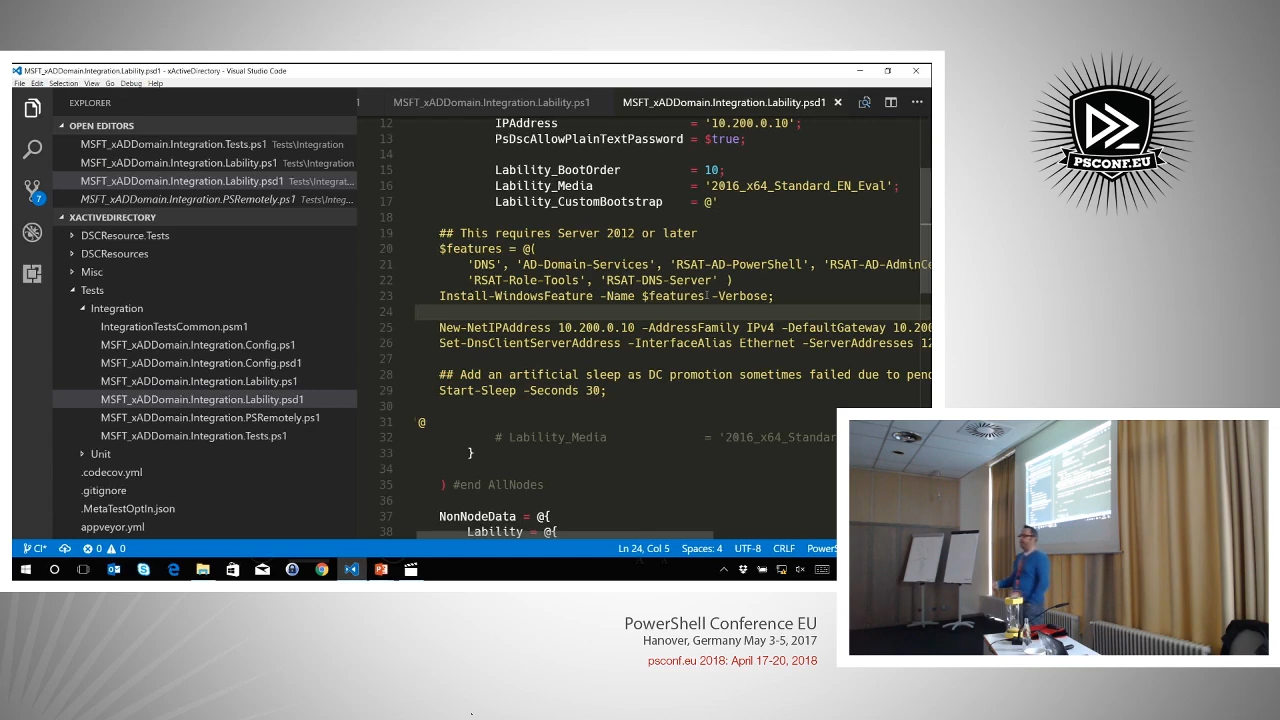 MSFT_xADDomain.Integration.Lability.psd1 - xActiveDirectory - Visual Studio Code
File Edit Selection View Go Debug Help
EXPLORER
1 MSFT_xADDomain.Integration.Lability.ps1 MSFT_xADDomain.Integration.Lability.psd1
OPEN EDITORS
MSFT_xADDomain.Integration.Tests.ps1 Tests\Integration
MSFT_xADDomain.Integration.Lability.ps1 Tests\Integration
MSFT_xADDomain.Integration.Lability.psd1 Tests\Integrat...
MSFT_xADDomain.Integration.PSRemotely.ps1 Tests\Integ...
XACTIVEDIRECTORY
DSCResource.Tests
DSCResources
Misc
Tests
Integration
IntegrationTestsCommon.psm1
MSFT_xADDomain.Integration.Config.ps1
MSFT_xADDomain.Integration.Config.psd1
MSFT_xADDomain.Integration.Lability.ps1
MSFT_xADDomain.Integration.Lability.psd1
MSFT_xADDomain.Integration.PSRemotely.ps1
MSFT_xADDomain.Integration.Tests.ps1
Unit
.codecov.yml
.gitignore
.MetaTestOptIn.json
appveyor.yml
12 IPAddress = '10.200.0.10';
13 PsDscAllowPlainTextPassword = $true;
14
15 Lability_BootOrder = 10;
16 Lability_Media = '2016_x64_Standard_EN_Eval';
17 Lability_CustomBootstrap = @'
18
19 ## This requires Server 2012 or later
20 $features = @(
21 'DNS', 'AD-Domain-Services', 'RSAT-AD-PowerShell', 'RSAT-AD-AdminCe
22 'RSAT-Role-Tools', 'RSAT-DNS-Server' )
23 Install-WindowsFeature -Name $features -Verbose;
24
25 New-NetIPAddress 10.200.0.10 -AddressFamily IPv4 -DefaultGateway 10.200
26 Set-DnsClientServerAddress -InterfaceAlias Ethernet -ServerAddresses 12
27
28 ## Add an artificial sleep as DC promotion sometimes failed due to pend
29 Start-Sleep -Seconds 30;
30
31 '@
32 # Lability_Media = '2016_x64_Standar
33 }
34
35 ) #end AllNodes
36
37 NonNodeData = @{
38 Lability = @{
7
CI* 0 0 Ln 24, Col 5 Spaces: 4 UTF-8 CRLF PowerS
PSCONF.EU
PowerShell Conference EU
Hanover, Germany May 3-5, 2017
psconf.eu 2018: April 17-20, 2018